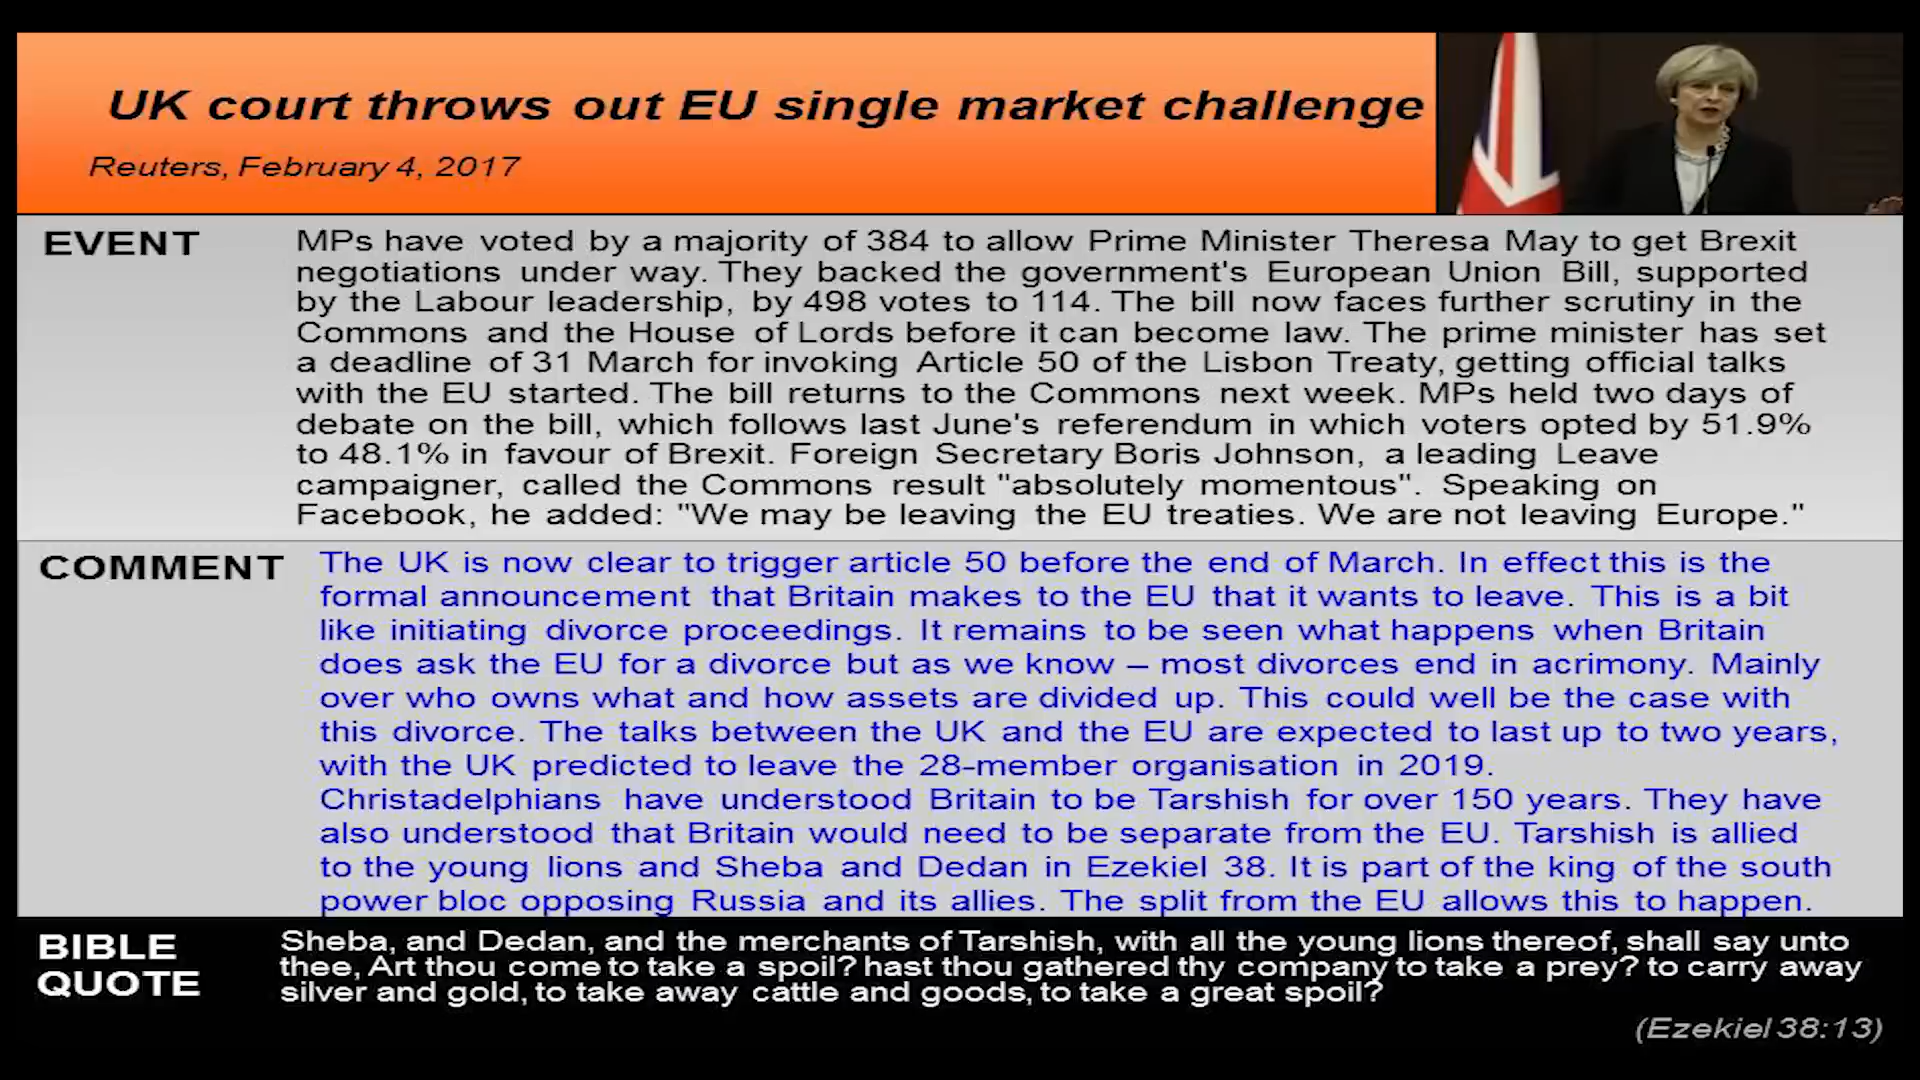 UK court throws out EU single market challenge
Reuters, February 4, 2017
EVENT
MPs have voted by a majority of 384 to allow Prime Minister Theresa May to get Brexit
negotiations under way. They backed the government's European Union Bill, supported
by the Labour leadership, by 498 votes to 114. The bill now faces further scrutiny in the
Commons and the House of Lords before it can become law. The prime minister has set
a deadline of 31 March for invoking Article 50 of the Lisbon Treaty, getting official talks
with the EU started. The bill returns to the Commons next week. MPs held two days of
debate on the bill, which follows last June's referendum in which voters opted by 51.9%
to 48.1% in favour of Brexit. Foreign Secretary Boris Johnson, a leading Leave
campaigner, called the Commons result "absolutely momentous". Speaking on
Facebook, he added: "We may be leaving the EU treaties. We are not leaving Europe."
COMMENT
The UK is now clear to trigger article 50 before the end of March. In effect this is the
formal announcement that Britain makes to the EU that it wants to leave. This is a bit
like initiating divorce proceedings. It remains to be seen what happens when Britain
does ask the EU for a divorce but as we know – most divorces end in acrimony. Mainly
over who owns what and how assets are divided up. This could well be the case with
this divorce. The talks between the UK and the EU are expected to last up to two years,
with the UK predicted to leave the 28-member organisation in 2019.
Christadelphians have understood Britain to be Tarshish for over 150 years. They have
also understood that Britain would need to be separate from the EU. Tarshish is allied
to the young lions and Sheba and Dedan in Ezekiel 38. It is part of the king of the south
power bloc opposing Russia and its allies. The split from the EU allows this to happen.
BIBLE
QUOTE
Sheba, and Dedan, and the merchants of Tarshish, with all the young lions thereof, shall say unto
thee, Art thou come to take a spoil? hast thou gathered thy company to take a prey? to carry away
silver and gold, to take away cattle and goods, to take a great spoil?
(Ezekiel 38:13)